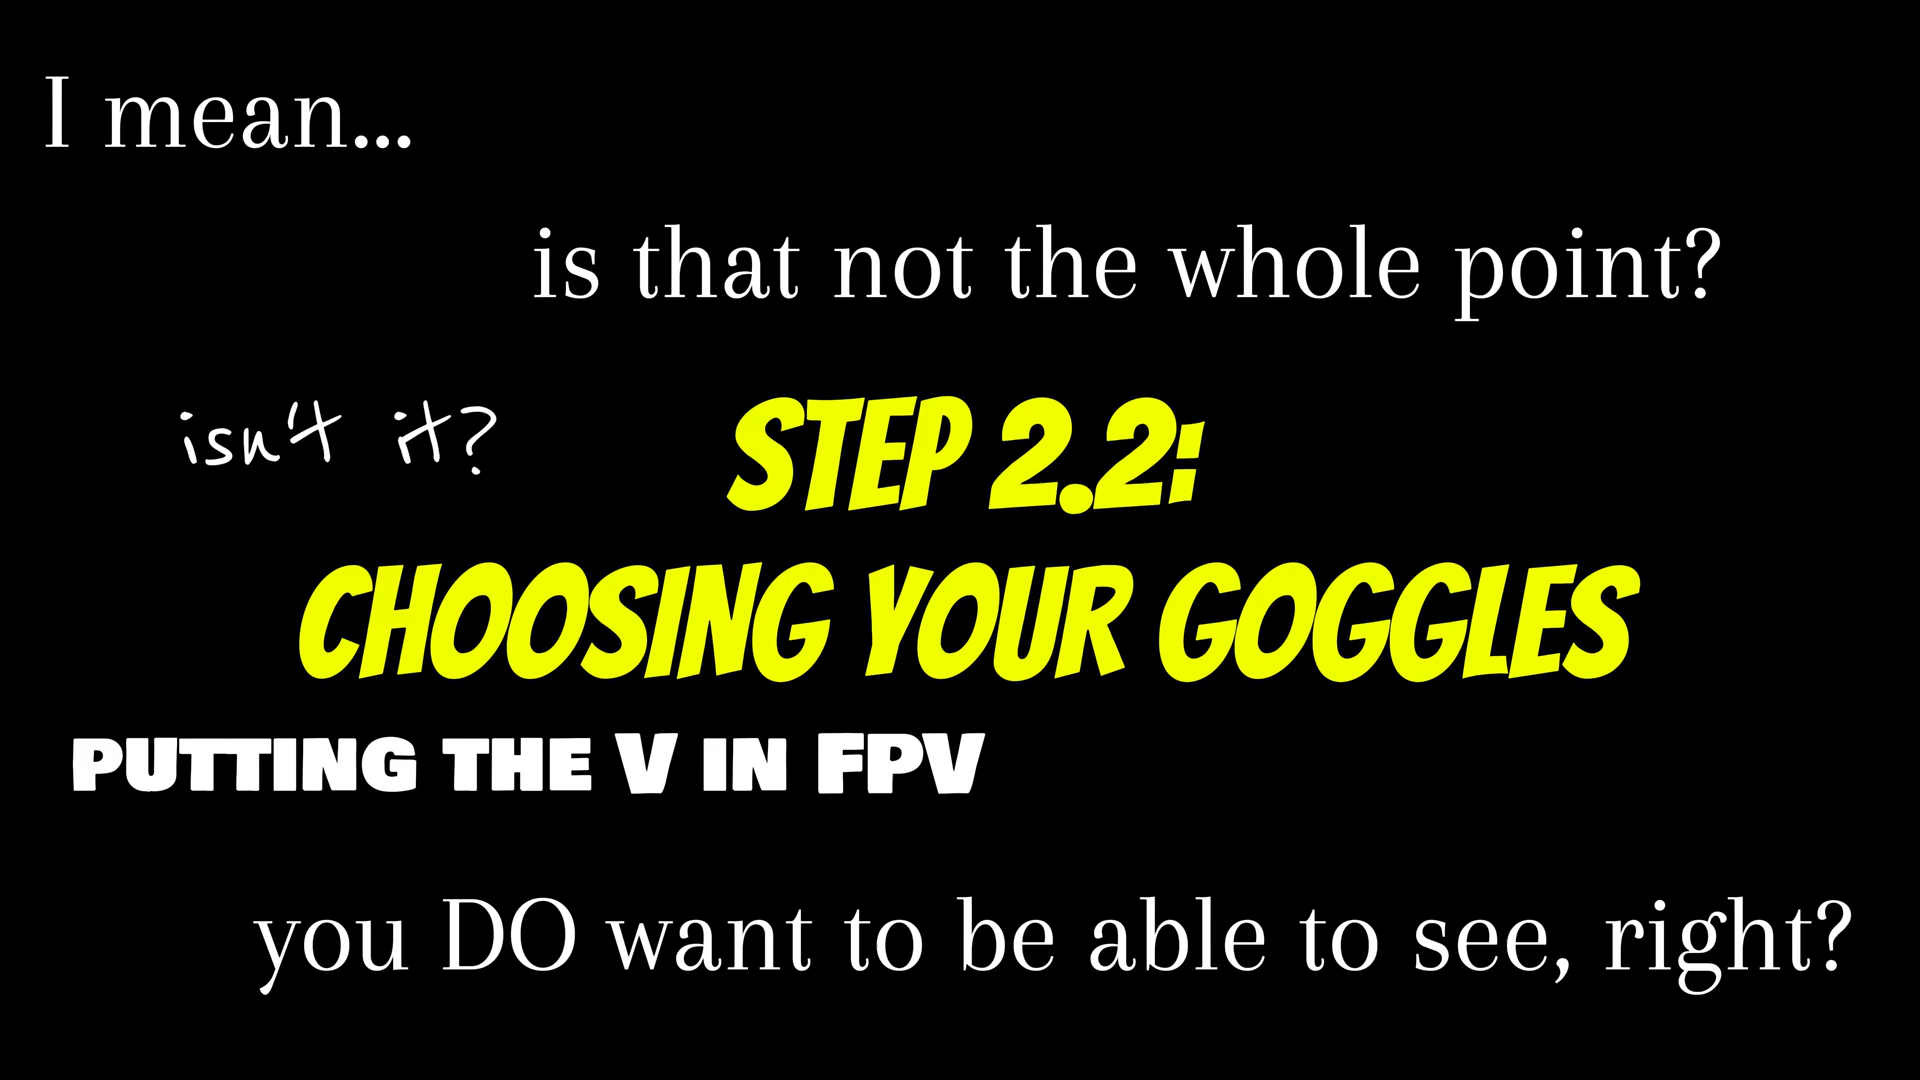 I mean...
is that not the whole point?
isn't it?
STEP 2.2:
CHOOSING YOUR GOGGLES
PUTTING THE V IN FPV
you DO want to be able to see, right?